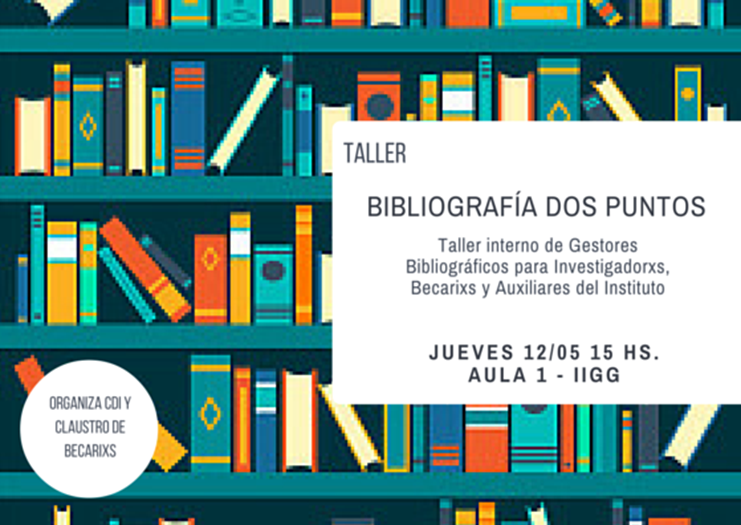 TALLER
BIBLIOGRAFÍA DOS PUNTOS
Taller interno de Gestores
Bibliográficos para Investigadorxs,
Becarixs y Auxiliares del Instituto
JUEVES 12/05 15 HS.
AULA 1 - IIGG
ORGANIZA CDI Y
CLAUSTRO DE
BECARIXS